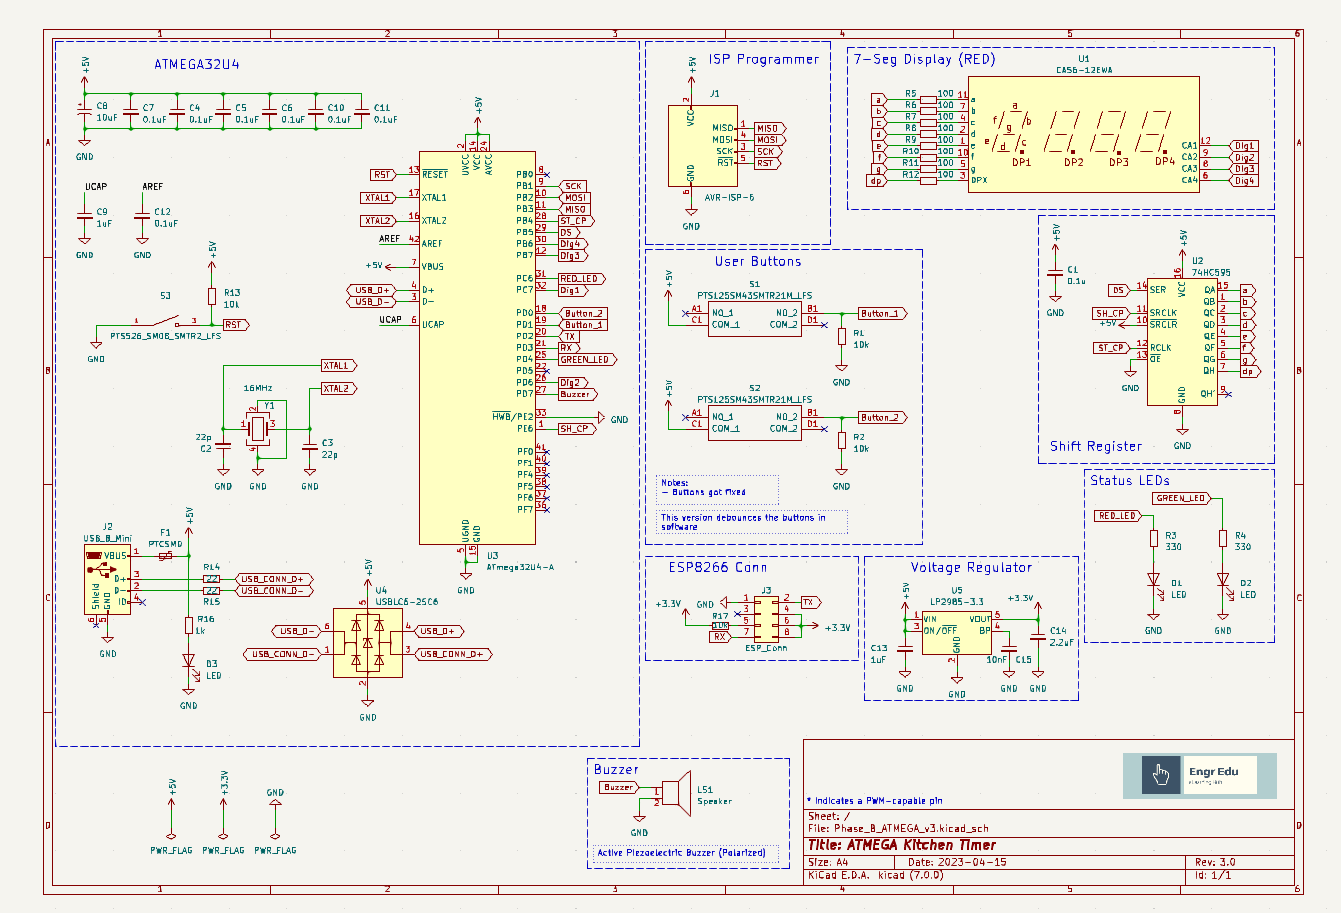 1 2 3 4 5 6
A B C D
ATMEGA32U4
+5V
C8 10uF
C7 0.1uF
C4 0.1uF
C5 0.1uF
C6 0.1uF
C10 0.1uF
C11 0.1uF
GND
UCAP
C9 1uF
GND
AREF
C12 0.1uF
GND
+5V
R13 10k
S3
1 3
RST
PTS526_SM08_SMTR2_LFS
GND
XTAL1
XTAL2
16MHz
Y1
1 2 3 4
22p C2
C3 22p
GND GND GND
J2
USB_B_Mini
VBUS 1
D+ 3
D- 2
ID 4
Shield 6
GND 5
GND
F1
PTCSMD
+5V
R14 22
R15 22
USB_CONN_D+
USB_CONN_D-
R16 1k
D3 LED
GND
+5V
U4
USBLC6-2SC6
USB_D- 6
4 USB_D+
USB_CONN_D- 1
3 USB_CONN_D+
5
2
GND
+5V
2 14 24
UVCC VCC AVCC
RST 13 RESET
XTAL1 17 XTAL1
XTAL2 16 XTAL2
AREF 42 AREF
+5V 7 VBUS
USB_D+ 4 D+
USB_D- 3 D-
UCAP 6 UCAP
PB0 8
PB1 9 SCK
PB2 10 MOSI
PB3 11 MISO
PB4 28 ST_CP
PB5 29 DS
PB6 30 Dig4
PB7 12 Dig3
PC6 31 RED_LED
PC7 32 Dig1
PD0 18 Button_2
PD1 19 Button_1
PD2 20 TX
PD3 21 RX
PD4 25 GREEN_LED
PD5 22
PD6 26 Dig2
PD7 27 Buzzer
HWB/PE2 33 GND
PE6 1 SH_CP
PF0 41
PF1 40
PF4 39
PF5 38
PF6 37
PF7 36
UGND GND
5 15
GND
U3
ATmega32U4-A
ISP Programmer
+5V
J1
2
VCC
MISO 1 MISO
MOSI 4 MOSI
SCK 3 SCK
RST 5 RST
GND
6
AVR-ISP-6
GND
7-Seg Display (RED)
U1
CA56-12EWA
a R5 100 11 a
b R6 100 7 b
c R7 100 4 c
d R8 100 2 d
e R9 100 1 e
f R10 100 10 f
g R11 100 5 g
dp R12 100 3 DPX
a
f b
g
e c
d
DP1 DP2 DP3 DP4
CA1 12 Dig1
CA2 9 Dig2
CA3 8 Dig3
CA4 6 Dig4
User Buttons
+5V
S1
PTS125SM43SMTR21M_LFS
A1 NO_1 NO_2 B1 Button_1
C1 COM_1 COM_2 D1
R1 10k
GND
+5V
S2
PTS125SM43SMTR21M_LFS
A1 NO_1 NO_2 B1 Button_2
C1 COM_1 COM_2 D1
R2 10k
GND
Notes:
- Buttons got fixed
This version debounces the buttons in
software
+5V
C1 0.1u
GND
+5V
U2
74HC595
16
VCC
DS 14 SER
SH_CP 11 SRCLK
+5V 10 SRCLR
ST_CP 12 RCLK
13 OE
GND
QA 15 a
QB 1 b
QC 2 c
QD 3 d
QE 4 e
QF 5 f
QG 6 g
QH 7 dp
QH' 9
GND
8
GND
Shift Register
Status LEDs
GREEN_LED
RED_LED
R3 330
R4 330
D1 LED
D2 LED
GND GND
ESP8266 Conn
J3
GND 1 2 TX
+3.3V 3 4
R17 10k 5 6 +3.3V
RX 7 8
ESP_Conn
Voltage Regulator
+5V
U5
LP2985-3.3
+3.3V
1 VIN VOUT 5
3 ON/OFF BP 4
GND
2
C13 1uF
10nF C15
C14 2.2uF
GND GND GND GND
+5V +3.3V GND
PWR_FLAG PWR_FLAG PWR_FLAG
Buzzer
Buzzer 1
2
LS1
Speaker
GND
Active Piezoelectric Buzzer (Polarized)
Engr Edu
* Indicates a PWM-capable pin
Sheet: /
File: Phase_B_ATMEGA_v3.kicad_sch
Title: ATMEGA Kitchen Timer
Size: A4 Date: 2023-04-15 Rev: 3.0
KiCad E.D.A. kicad (7.0.0) Id: 1/1
1 2 3 4 5 6